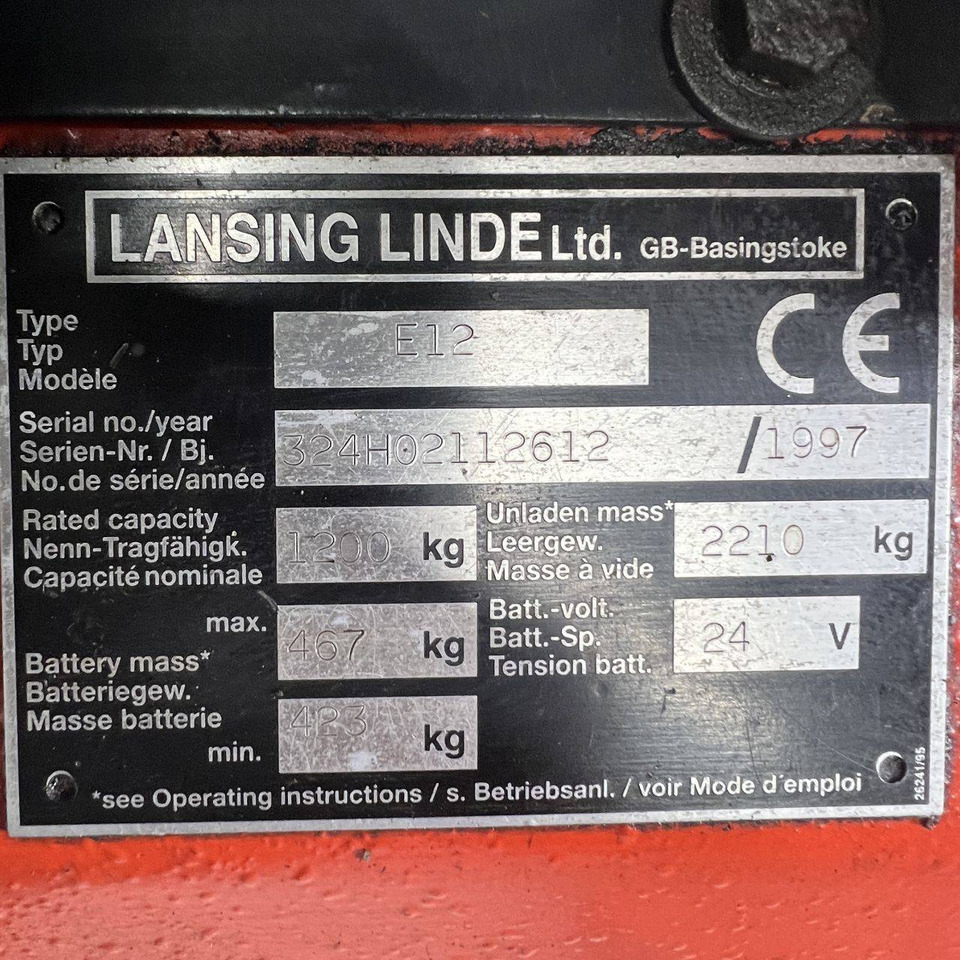 LANSING LINDE Ltd. GB-Basingstoke
CE
Type
Typ
Modèle
E12
Serial no./year
Serien-Nr. / Bj.
No.de série/année
324H02112612 / 1997
Rated capacity
Nenn-Tragfähigk.
Capacité nominale
1200 kg
Unladen mass*
Leergew.
Masse à vide
2210 kg
Battery mass*
Batteriegew.
Masse batterie
max.
467 kg
min.
423 kg
Batt.-volt.
Batt.-Sp.
Tension batt.
24 V
*see Operating instructions / s. Betriebsanl. / voir Mode d´emploi
26241/95